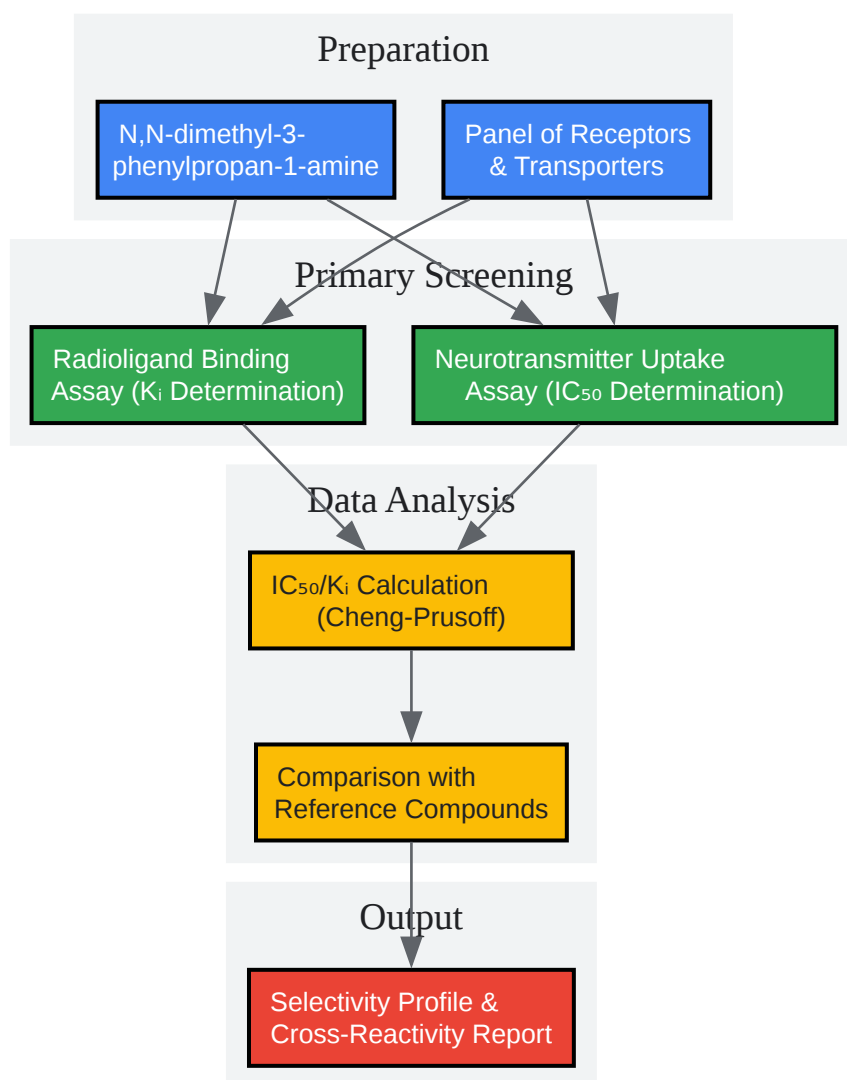 Preparation
N,N-dimethyl-3-
phenylpropan-1-amine
Panel of Receptors
& Transporters
Primary Screening
Radioligand Binding
Assay (Kᵢ Determination)
Neurotransmitter Uptake
Assay (IC₅₀ Determination)
Data Analysis
IC₅₀/Kᵢ Calculation
(Cheng-Prusoff)
Comparison with
Reference Compounds
Output
Selectivity Profile &
Cross-Reactivity Report